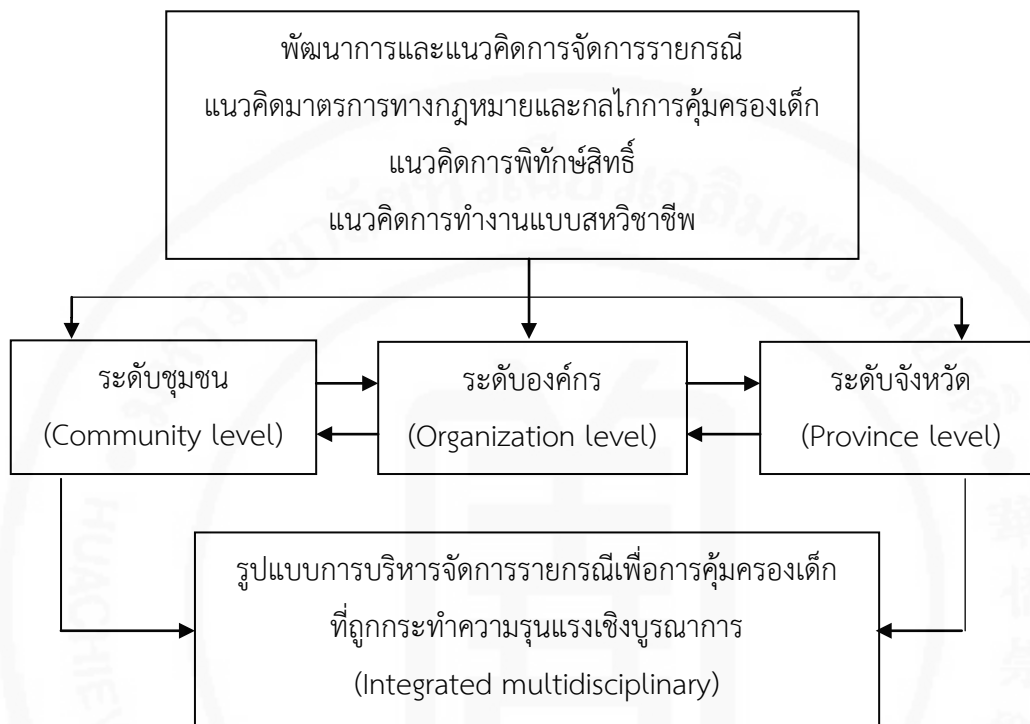 พัฒนาการและแนวคิดการจัดการรายกรณี
แนวคิดมาตรการทางกฎหมายและกลไกการคุ้มครองเด็ก
แนวคิดการพิทักษ์สิทธิ์
แนวคิดการทำงานแบบสหวิชาชีพ
ระดับชุมชน
(Community level)
ระดับองค์กร
(Organization level)
ระดับจังหวัด
(Province level)
รูปแบบการบริหารจัดการรายกรณีเพื่อการคุ้มครองเด็ก
ที่ถูกกระทำความรุนแรงเชิงบูรณาการ
(Integrated multidisciplinary)